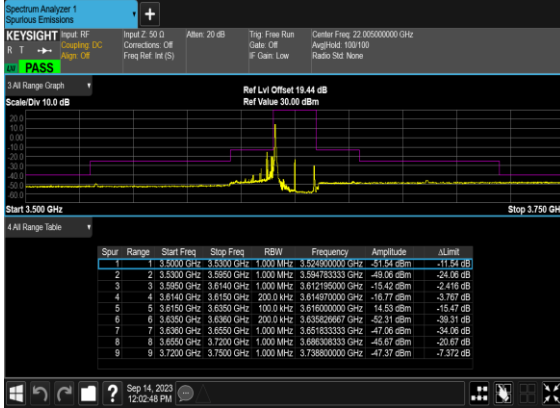 Spectrum Analyzer 1
Spurious Emissions
+
KEYSIGHT Input: RF
R T Coupling: DC
Align: Off
LXI PASS
Input Z: 50 Ω
Corrections: Off
Freq Ref: Int (S)
Atten: 20 dB
Trig: Free Run
Gate: Off
IF Gain: Low
Center Freq: 22.005000000 GHz
Avg|Hold: 100/100
Radio Std: None
3 All Range Graph
Scale/Div 10.0 dB
Ref Lvl Offset 19.44 dB
Ref Value 30.00 dBm
20.0
10.0
0.00
-10.0
-20.0
-30.0
-40.0
-50.0
-60.0
Start 3.500 GHz
Stop 3.750 GH
4 All Range Table
Spur Range Start Freq Stop Freq RBW Frequency Amplitude ΔLimit
1 1 3.5000 GHz 3.5300 GHz 1.000 MHz 3.524900000 GHz -51.54 dBm -11.54 dB
2 2 3.5300 GHz 3.5950 GHz 1.000 MHz 3.594783333 GHz -49.06 dBm -24.06 dB
3 3 3.5950 GHz 3.6140 GHz 1.000 MHz 3.612195000 GHz -15.42 dBm -2.416 dB
4 4 3.6140 GHz 3.6150 GHz 200.0 kHz 3.614970000 GHz -16.77 dBm -3.767 dB
5 5 3.6150 GHz 3.6350 GHz 100.0 kHz 3.616000000 GHz 14.53 dBm -15.47 dB
6 6 3.6350 GHz 3.6360 GHz 200.0 kHz 3.635826667 GHz -52.31 dBm -39.31 dB
7 7 3.6360 GHz 3.6550 GHz 1.000 MHz 3.651833333 GHz -47.06 dBm -34.06 dB
8 8 3.6550 GHz 3.7200 GHz 1.000 MHz 3.686308333 GHz -45.67 dBm -20.67 dB
9 9 3.7200 GHz 3.7500 GHz 1.000 MHz 3.738800000 GHz -47.37 dBm -7.372 dB
?
Sep 14, 2023
12:02:48 PM